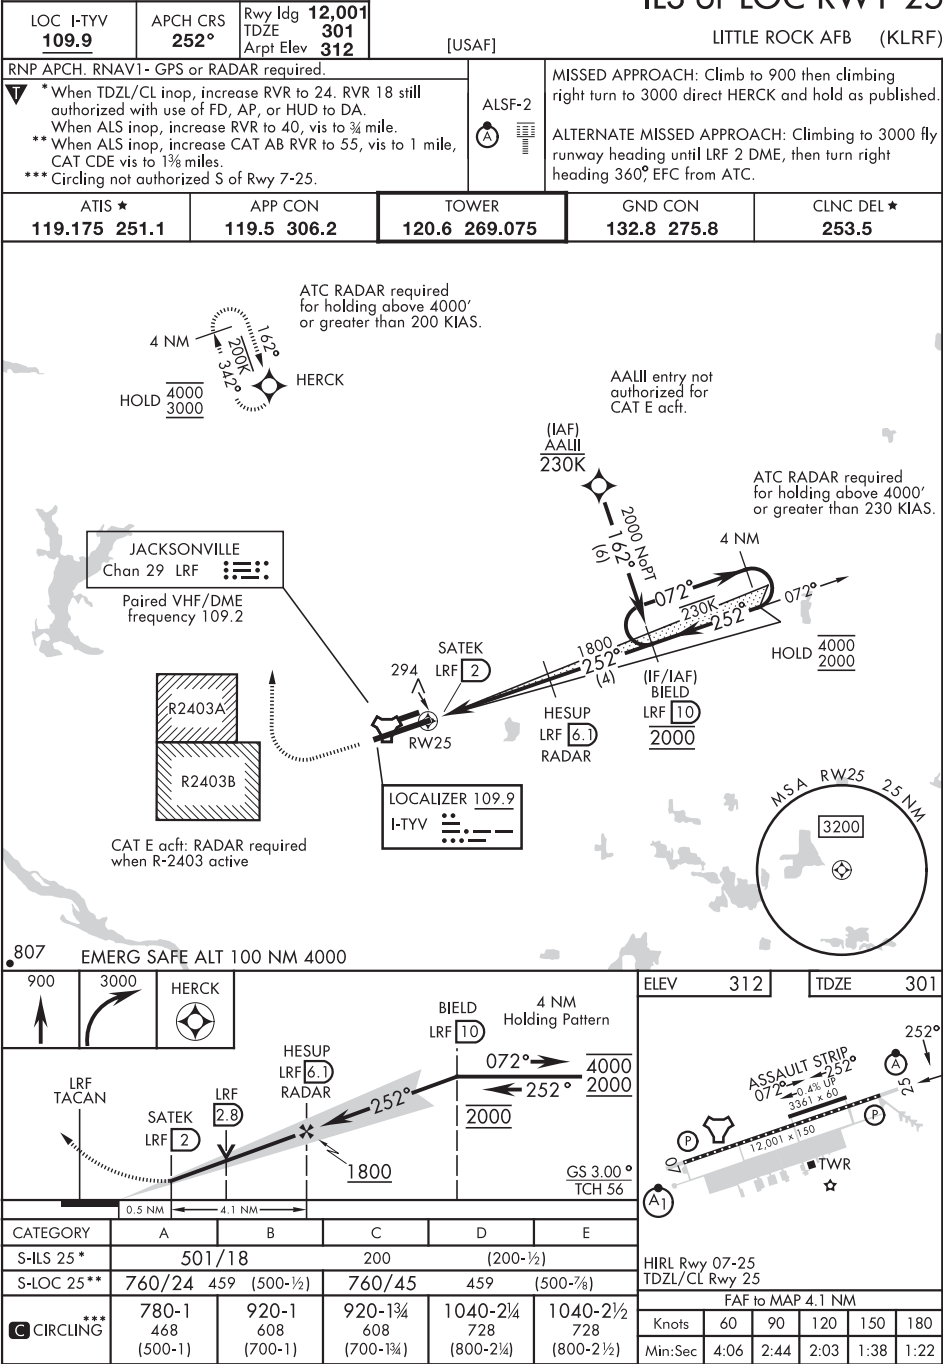 ILS or LOC RWY 25
LOC I-TYV
109.9
APCH CRS
252°
Rwy ldg 12,001
TDZE 301
Arpt Elev 312
[USAF]
LITTLE ROCK AFB (KLRF)
RNP APCH. RNAV1- GPS or RADAR required.
T
* When TDZL/CL inop, increase RVR to 24. RVR 18 still
authorized with use of FD, AP, or HUD to DA.
When ALS inop, increase RVR to 40, vis to ¾ mile.
** When ALS inop, increase CAT AB RVR to 55, vis to 1 mile,
CAT CDE vis to 1⅜ miles.
*** Circling not authorized S of Rwy 7-25.
ALSF-2
A
MISSED APPROACH: Climb to 900 then climbing
right turn to 3000 direct HERCK and hold as published.
ALTERNATE MISSED APPROACH: Climbing to 3000 fly
runway heading until LRF 2 DME, then turn right
heading 360°, EFC from ATC.
ATIS ★
119.175 251.1
APP CON
119.5 306.2
TOWER
120.6 269.075
GND CON
132.8 275.8
CLNC DEL ★
253.5
ATC RADAR required
for holding above 4000’
or greater than 200 KIAS.
4 NM
162°
200K
342°
HERCK
HOLD 4000
3000
AALII entry not
authorized for
CAT E acft.
(IAF)
AALII
230K
ATC RADAR required
for holding above 4000’
or greater than 230 KIAS.
2000 NoPT
162°
(6)
4 NM
072°
230K
252°
072°
HOLD 4000
2000
JACKSONVILLE
Chan 29 LRF
Paired VHF/DME
frequency 109.2
SATEK
LRF 2
294
1800
252°
(4)
(IF/IAF)
BIELD
LRF 10
2000
HESUP
LRF 6.1
RADAR
RW25
R2403A
R2403B
LOCALIZER 109.9
I-TYV
CAT E acft: RADAR required
when R-2403 active
MSA RW25 25 NM
3200
807
EMERG SAFE ALT 100 NM 4000
900
3000
HERCK
LRF
TACAN
SATEK
LRF 2
LRF
2.8
HESUP
LRF 6.1
RADAR
BIELD
LRF 10
4 NM
Holding Pattern
072°
4000
2000
252°
252°
2000
1800
GS 3.00°
TCH 56
0.5 NM
4.1 NM
ELEV 312
TDZE 301
252°
A
ASSAULT STRIP
072° 252°
0.4% UP
3361 x 60
25
P
P
12,001 x 150
07
TWR
A1
HIRL Rwy 07-25
TDZL/CL Rwy 25
CATEGORY A B C D E
S-ILS 25* 501/18 200 (200-½)
S-LOC 25** 760/24 459 (500-½) 760/45 459 (500-⅞)
C CIRCLING ***
780-1
468
(500-1)
920-1
608
(700-1)
920-1¾
608
(700-1¾)
1040-2¼
728
(800-2¼)
1040-2½
728
(800-2½)
FAF to MAP 4.1 NM
Knots 60 90 120 150 180
Min:Sec 4:06 2:44 2:03 1:38 1:22